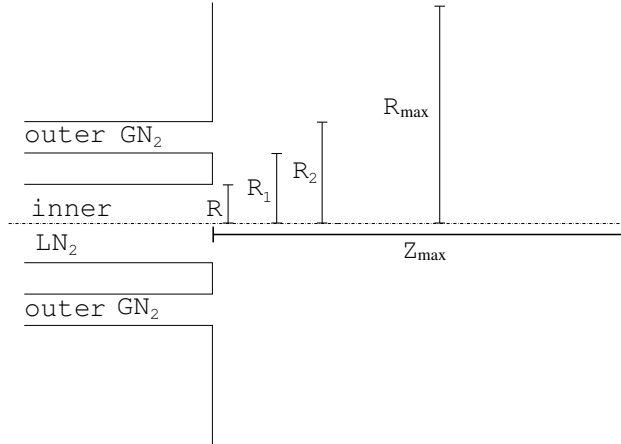 outer GN₂
R_max
R₂
R₁
R
inner
LN₂
Z_max
outer GN₂